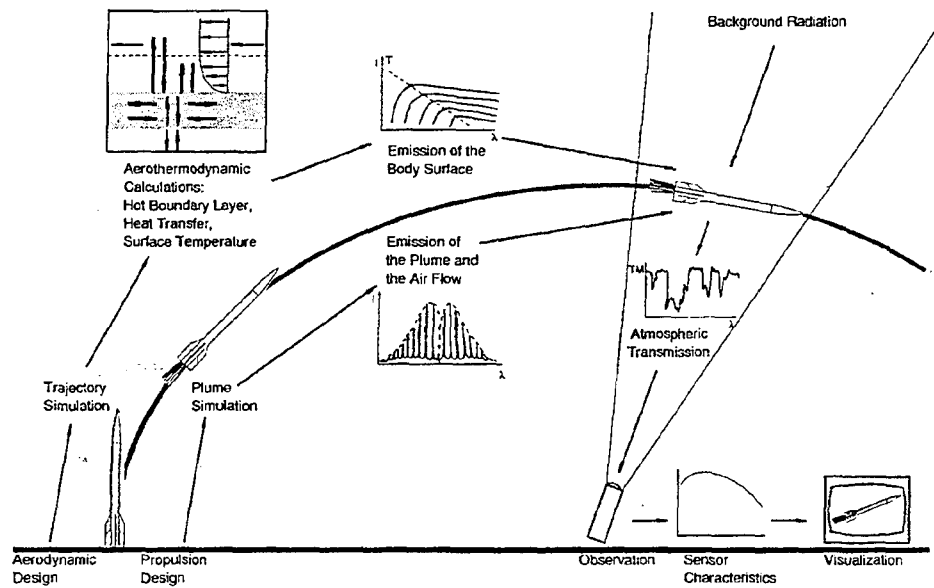 Background Radiation
T
λ
Emission of the
Body Surface
Aerothermodynamic
Calculations:
Hot Boundary Layer,
Heat Transfer,
Surface Temperature
Emission of
the Plume and
the Air Flow
λ
TM
λ
Atmospheric
Transmission
Trajectory
Simulation
Plume
Simulation
Aerodynamic
Design
Propulsion
Design
Observation
Sensor
Characteristics
Visualization